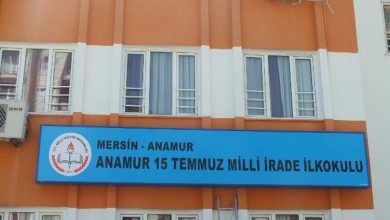 MERSİN - ANAMUR
ANAMUR 15 TEMMUZ MİLLİ İRADE İLKOKULU